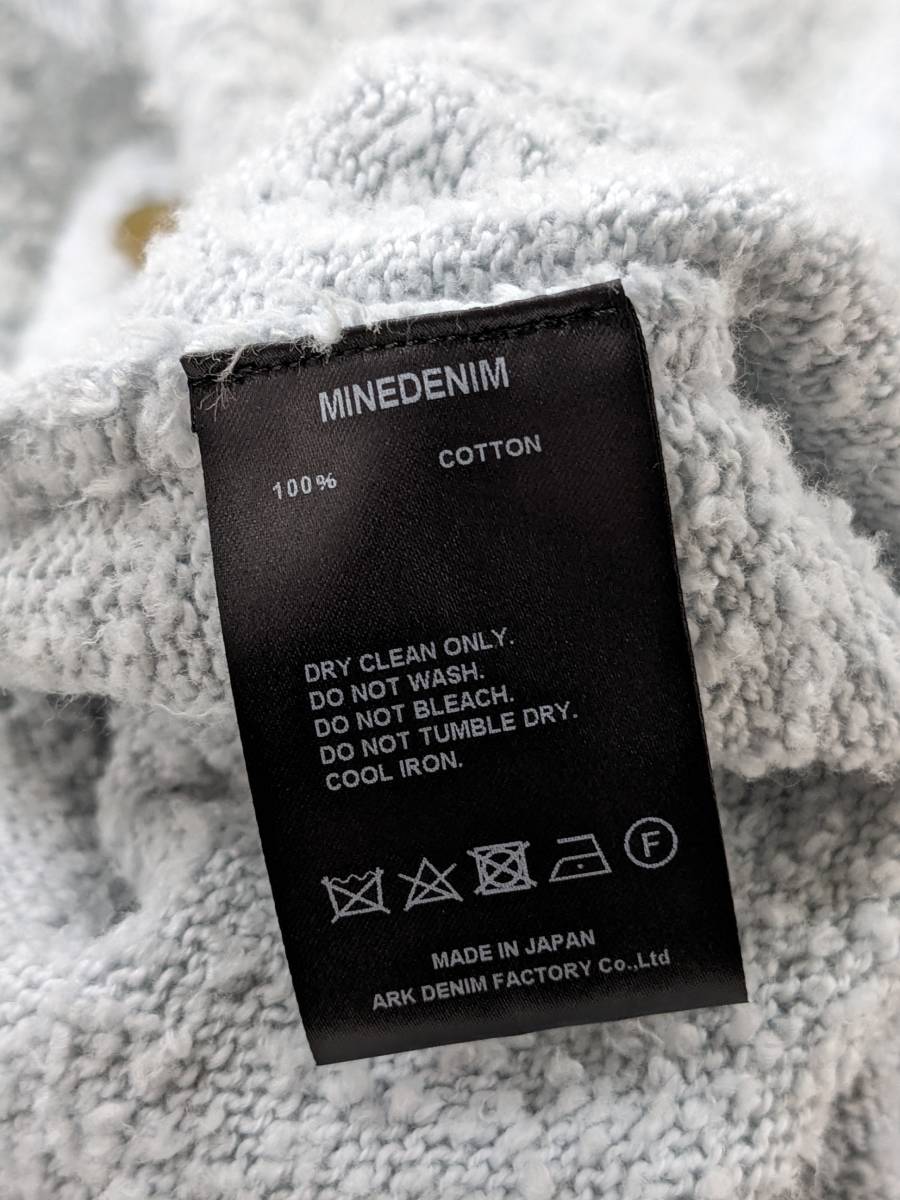 MINEDENIM
100% COTTON
DRY CLEAN ONLY.
DO NOT WASH.
DO NOT BLEACH.
DO NOT TUMBLE DRY.
COOL IRON.
F
MADE IN JAPAN
ARK DENIM FACTORY Co.,Ltd